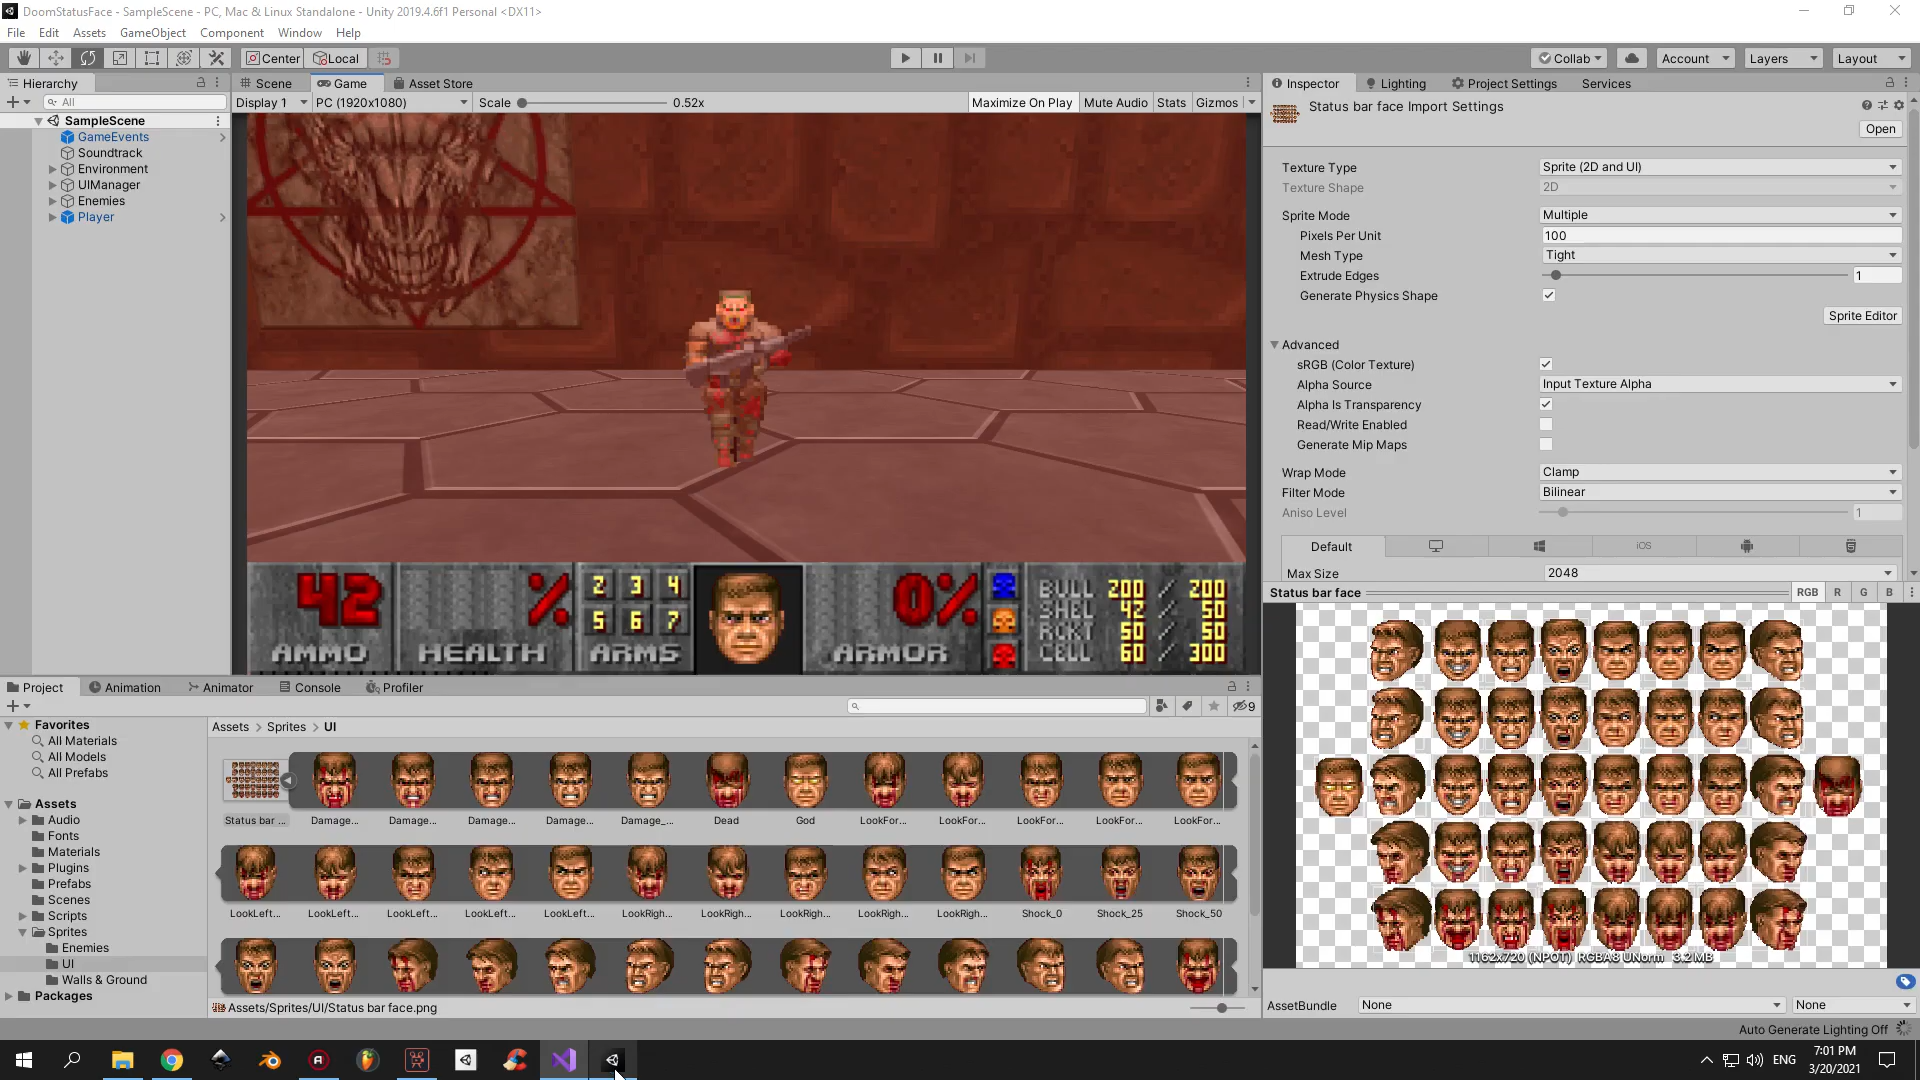 DoomStatusFace - SampleScene - PC, Mac & Linux Standalone - Unity 2019.4.6f1 Personal <DX11>
File Edit Assets GameObject Component Window Help
Center Local Collab Account Layers Layout
Hierarchy
All
SampleScene
GameEvents
Soundtrack
Environment
UIManager
Enemies
Player
Scene Game Asset Store
Display 1 PC (1920x1080) Scale 0.52x Maximize On Play Mute Audio Stats Gizmos
42 % 2 3 4 5 6 7 0% BULL 200 / 200
SHEL 42 / 50
RCKT 50 / 50
CELL 60 / 300
AMMO HEALTH ARMS ARMOR
Inspector Lighting Project Settings Services
Status bar face Import Settings
Open
Texture Type Sprite (2D and UI)
Texture Shape 2D
Sprite Mode Multiple
Pixels Per Unit 100
Mesh Type Tight
Extrude Edges 1
Generate Physics Shape
Sprite Editor
Advanced
sRGB (Color Texture)
Alpha Source Input Texture Alpha
Alpha Is Transparency
Read/Write Enabled
Generate Mip Maps
Wrap Mode Clamp
Filter Mode Bilinear
Aniso Level 1
Default iOS
Max Size 2048
Status bar face RGB R G B
1162x720 (NPOT) RGBA8 UNorm 3.2 MB
AssetBundle None None
Project Animation Animator Console Profiler
9
Favorites
All Materials
All Models
All Prefabs
Assets
Audio
Fonts
Materials
Plugins
Prefabs
Scenes
Scripts
Sprites
Enemies
UI
Walls & Ground
Packages
Assets > Sprites > UI
Status bar ... Damage... Damage... Damage... Damage... Damage_... Dead God LookFor... LookFor... LookFor... LookFor... LookFor...
LookLeft... LookLeft... LookLeft... LookLeft... LookLeft... LookRigh... LookRigh... LookRigh... LookRigh... LookRigh... Shock_0 Shock_25 Shock_50
Assets/Sprites/UI/Status bar face.png
Auto Generate Lighting Off
ENG 7:01 PM
3/20/2021